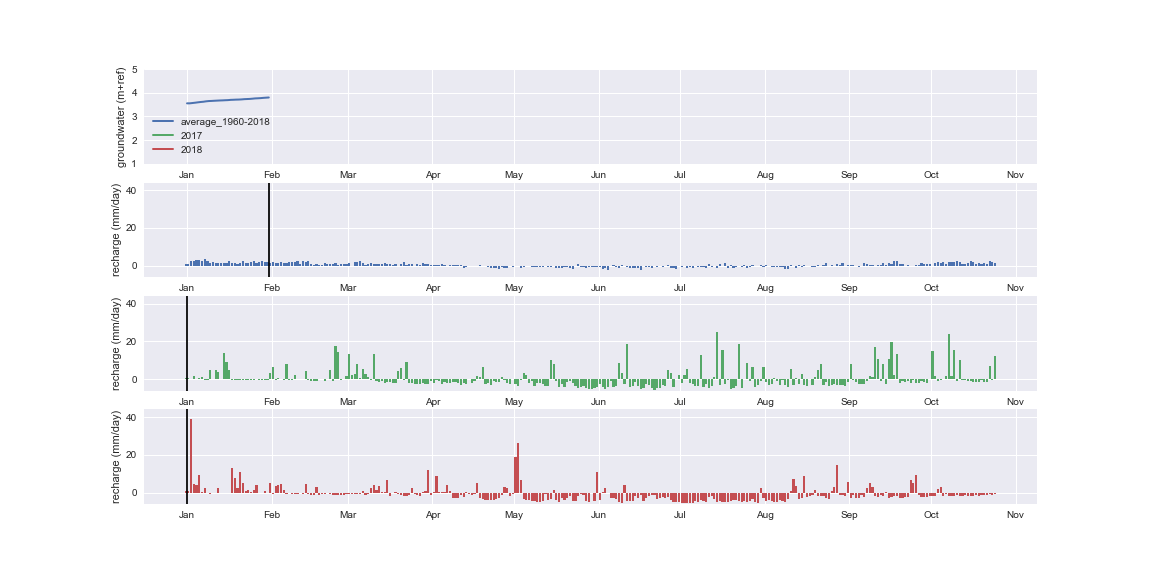 groundwater (m+ref)
5
4
3
2
1
average_1960-2018
2017
2018
Jan Feb Mar Apr May Jun Jul Aug Sep Oct Nov
recharge (mm/day)
40
20
0
Jan Feb Mar Apr May Jun Jul Aug Sep Oct Nov
recharge (mm/day)
40
20
0
Jan Feb Mar Apr May Jun Jul Aug Sep Oct Nov
recharge (mm/day)
40
20
0
Jan Feb Mar Apr May Jun Jul Aug Sep Oct Nov